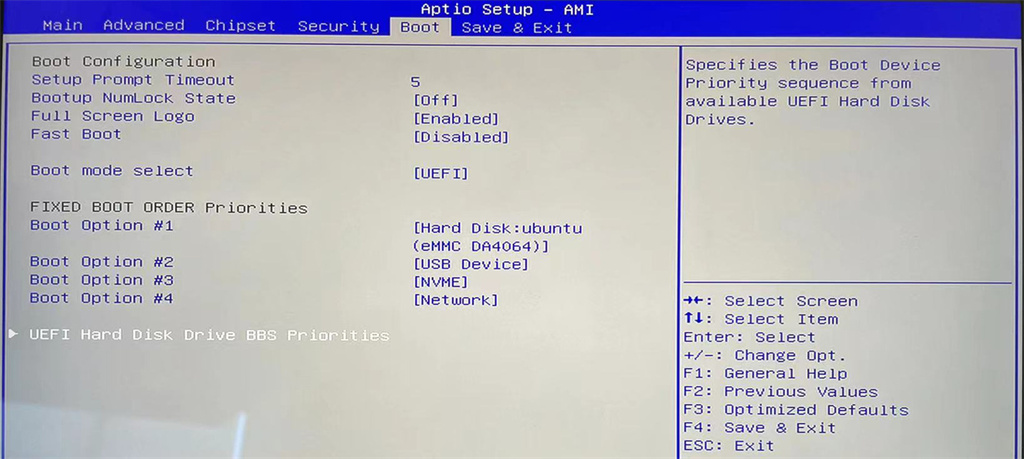 Aptio Setup - AMI
Main Advanced Chipset Security Boot Save & Exit
Boot Configuration
Setup Prompt Timeout 5
Bootup NumLock State [Off]
Full Screen Logo [Enabled]
Fast Boot [Disabled]
Boot mode select [UEFI]
FIXED BOOT ORDER Priorities
Boot Option #1 [Hard Disk:ubuntu
(eMMC DA4064)]
Boot Option #2 [USB Device]
Boot Option #3 [NVME]
Boot Option #4 [Network]
► UEFI Hard Disk Drive BBS Priorities
Specifies the Boot Device
Priority sequence from
available UEFI Hard Disk
Drives.
→←: Select Screen
↑↓: Select Item
Enter: Select
+/-: Change Opt.
F1: General Help
F2: Previous Values
F3: Optimized Defaults
F4: Save & Exit
ESC: Exit